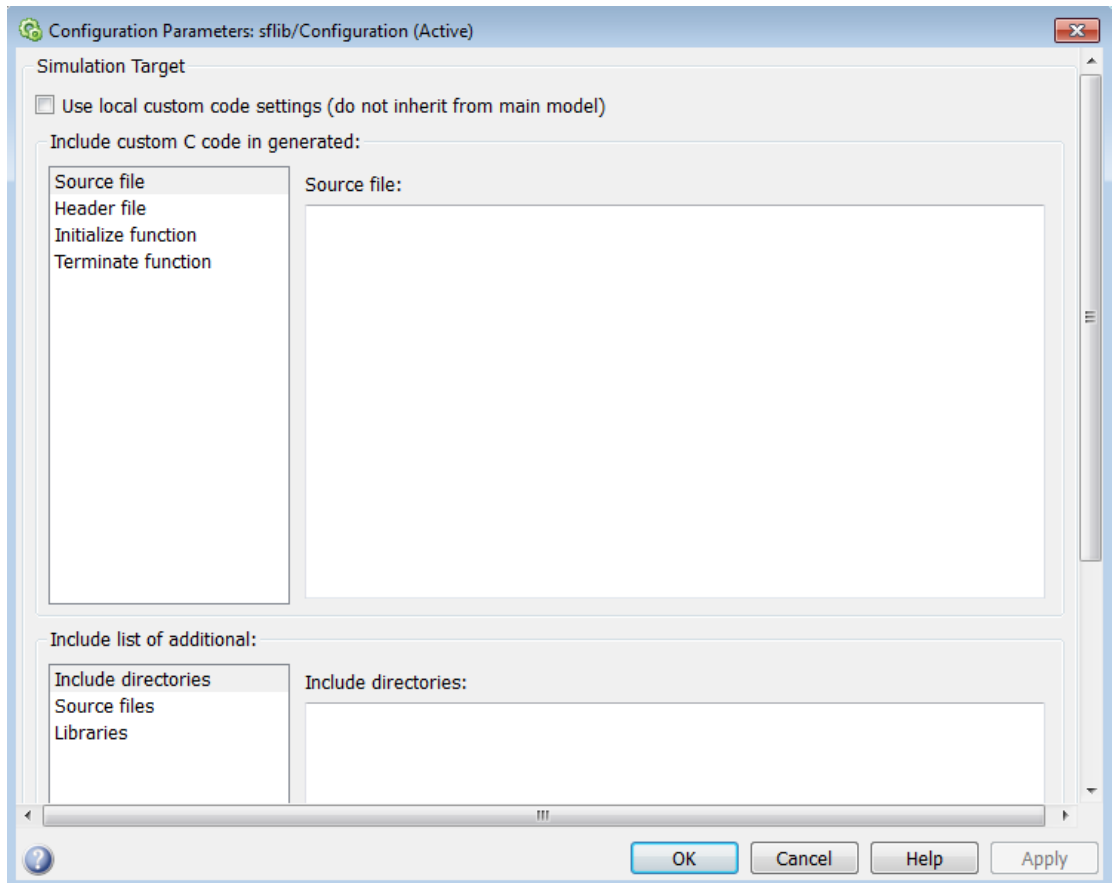 Configuration Parameters: sflib/Configuration (Active)
Simulation Target
Use local custom code settings (do not inherit from main model)
Include custom C code in generated:
Source file
Header file
Initialize function
Terminate function
Source file:
Include list of additional:
Include directories
Source files
Libraries
Include directories:
OK Cancel Help Apply